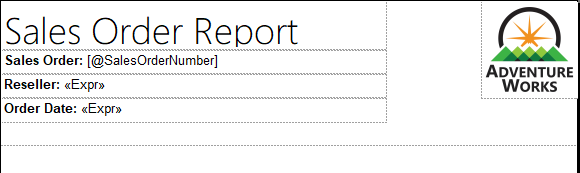 Sales Order Report
Sales Order: [@SalesOrderNumber]
Reseller: «Expr»
Order Date: «Expr»
ADVENTURE
WORKS